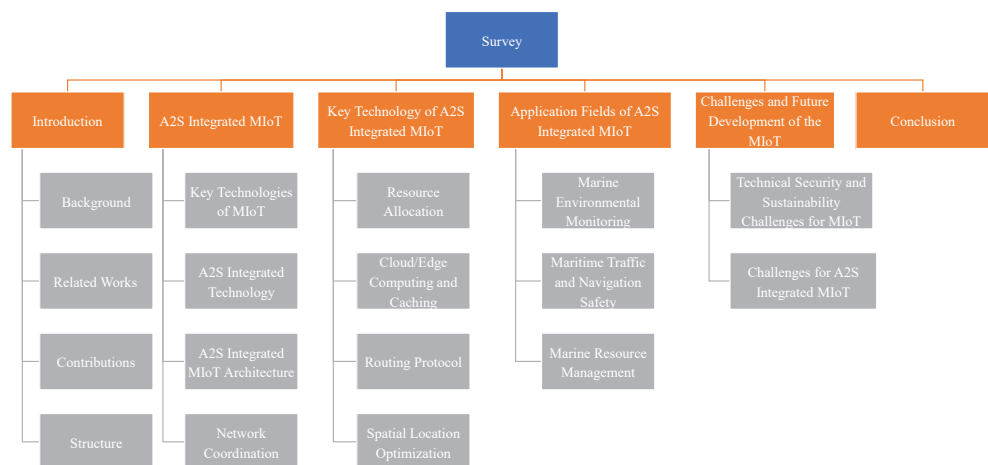 Survey
Introduction
A2S Integrated MIoT
Key Technology of A2S
Integrated MIoT
Application Fields of A2S
Integrated MIoT
Challenges and Future
Development of the
MIoT
Conclusion
Background
Related Works
Contributions
Structure
Key Technologies
of MIoT
A2S Integrated
Technology
A2S Integrated
MIoT Architecture
Network
Coordination
Resource
Allocation
Cloud/Edge
Computing and
Caching
Routing Protocol
Spatial Location
Optimization
Marine
Environmental
Monitoring
Maritime Traffic
and Navigation
Safety
Marine Resource
Management
Technical Security and
Sustainability
Challenges for MIoT
Challenges for A2S
Integrated MIoT